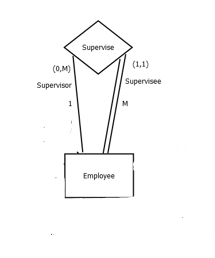 Supervise
(0,M)
(1,1)
Supervisor
Supervisee
1
M
Employee